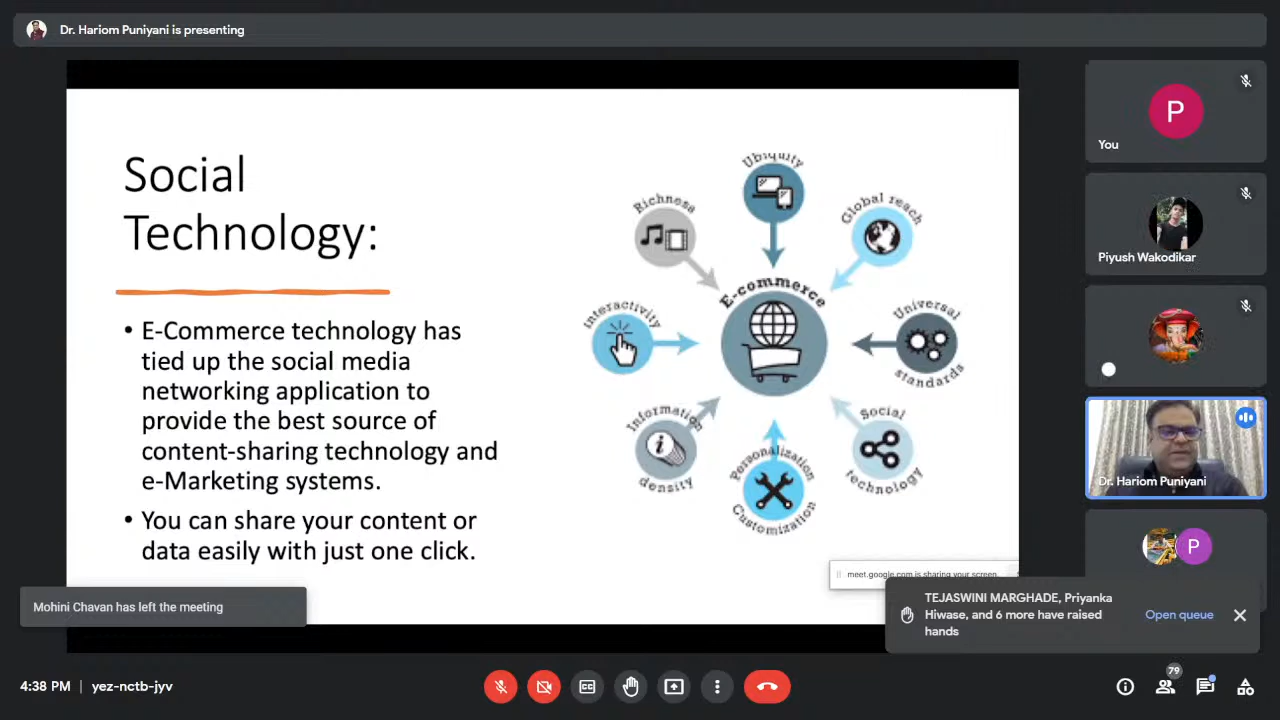 Dr. Hariom Puniyani is presenting
Social
Technology:
• E-Commerce technology has
tied up the social media
networking application to
provide the best source of
content-sharing technology and
e-Marketing systems.
• You can share your content or
data easily with just one click.
Ubiquity
Richness
Global reach
E-commerce
Interactivity
Universal
standards
Information
density
Personalization
Customization
Social
technology
meet.google.com is sharing your screen.
P
You
Piyush Wakodikar
Dr. Hariom Puniyani
P
Mohini Chavan has left the meeting
TEJASWINI MARGHADE, Priyanka
Hiwase, and 6 more have raised
hands
Open queue
4:38 PM | yez-nctb-jyv
79